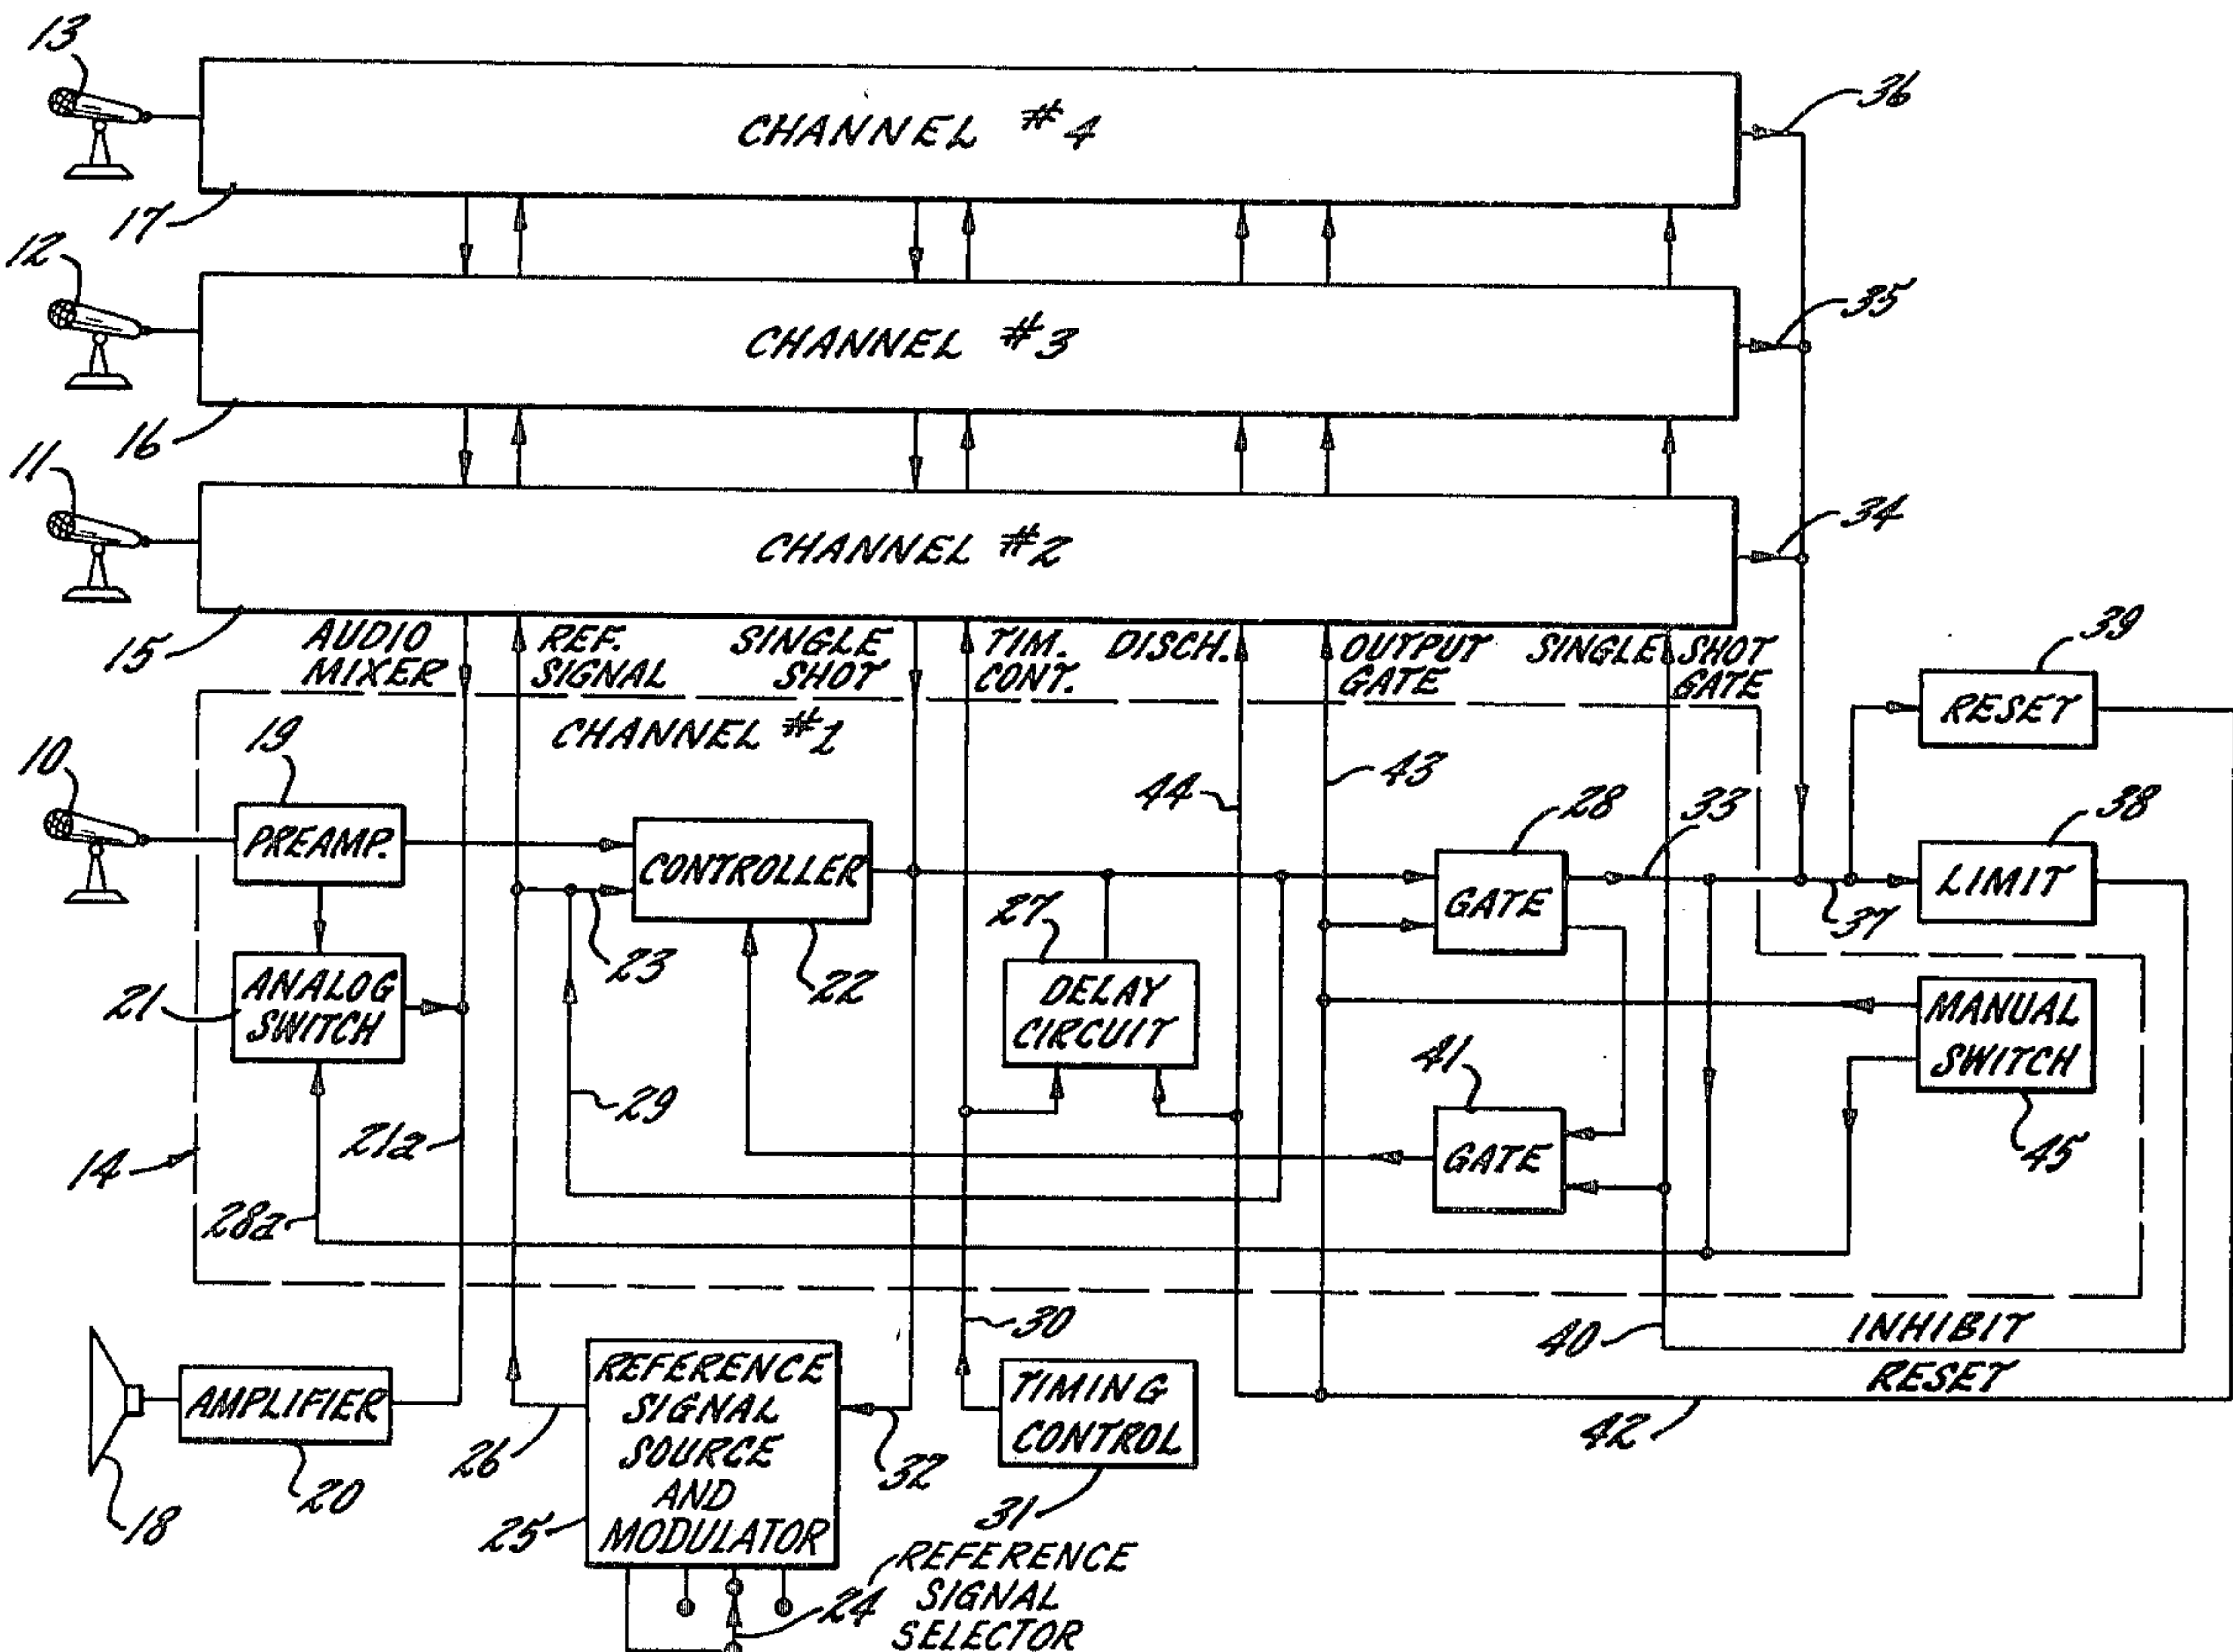 13
CHANNEL #4
36
17
12
CHANNEL #3
35
16
11
CHANNEL #2
34
15
AUDIO
MIXER
REF.
SIGNAL
SINGLE
SHOT
TIM.
CONT.
DISCH.
OUTPUT
GATE
SINGLE SHOT
GATE
39
RESET
CHANNEL #1
10
19
PREAMP.
CONTROLLER
44
43
28
33
38
GATE
LIMIT
37
21
ANALOG
SWITCH
23
22
27
DELAY
CIRCUIT
MANUAL
SWITCH
41
GATE
45
29
21a
14
28a
30
40
INHIBIT
RESET
42
18
AMPLIFIER
20
26
REFERENCE
SIGNAL
SOURCE
AND
MODULATOR
25
32
TIMING
CONTROL
31
24
REFERENCE
SIGNAL
SELECTOR